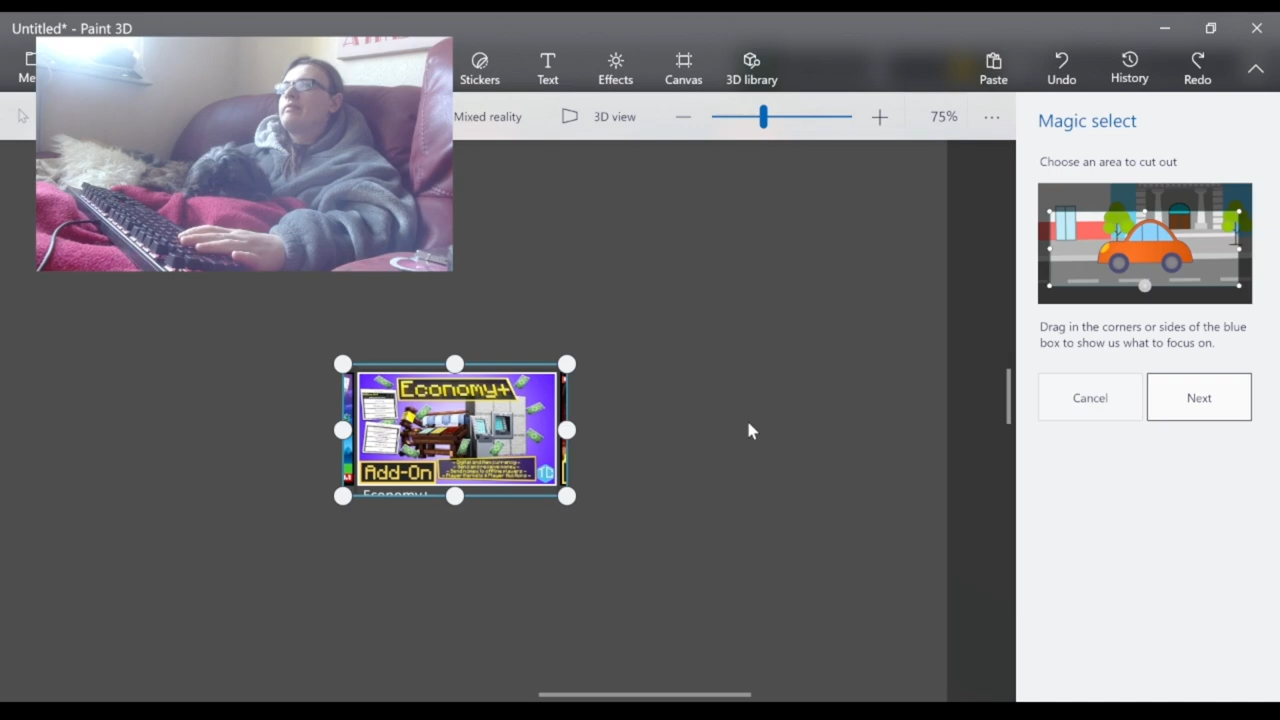 Untitled* - Paint 3D
Me
Stickers
Text
Effects
Canvas
3D library
Paste
Undo
History
Redo
Mixed reality
3D view
75%
Magic select
Choose an area to cut out
Drag in the corners or sides of the blue
box to show us what to focus on.
Cancel
Next
Economy+
Add-On
Economy+